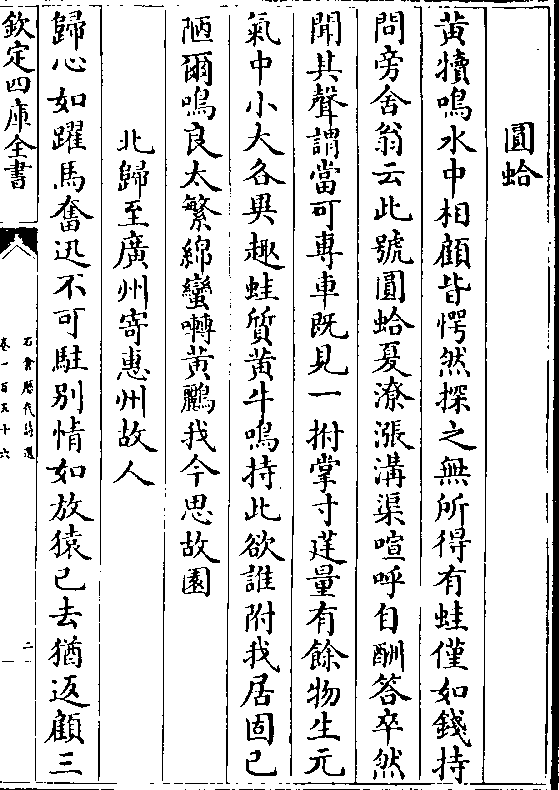 圓蛤
黄犢鳴水中相顧皆愕然探之無所得有蛙僅如錢持
問旁舍翁云此號圓蛤夏潦漲溝渠喧呼自酬答卒然
聞其聲謂當可專車既見一拊掌寸莛量有餘物生元
氣中小大各異趣蛙質黄牛鳴持此欲誰附我居固已
陋爾鳴良太繁綿蠻囀黄鸝我今思故園
北歸至廣州寄惠州故人
歸心如躍馬奮迅不可駐别情如放猿已去猶返顧三
欽定四庫全書
石倉歷代詩選
卷一百五十六
二